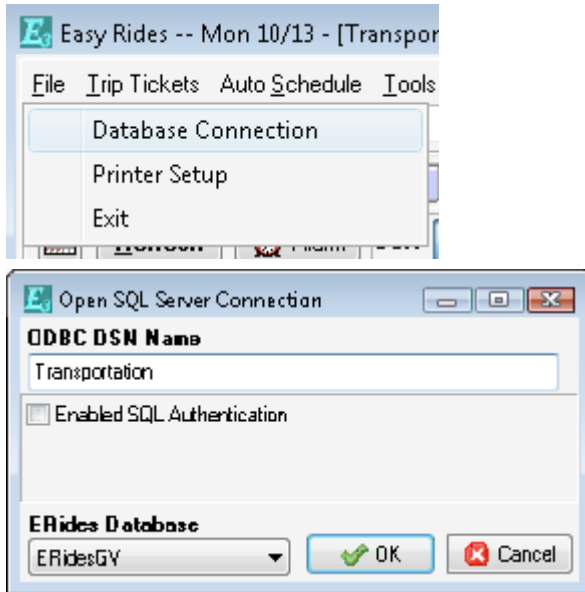 Easy Rides -- Mon 10/13 - [Transpor
File Trip Tickets Auto Schedule Tools
Database Connection
Printer Setup
Exit
Open SQL Server Connection
ODBC DSN Name
Transportation
Enabled SQL Authentication
ERides Database
ERidesGV OK Cancel